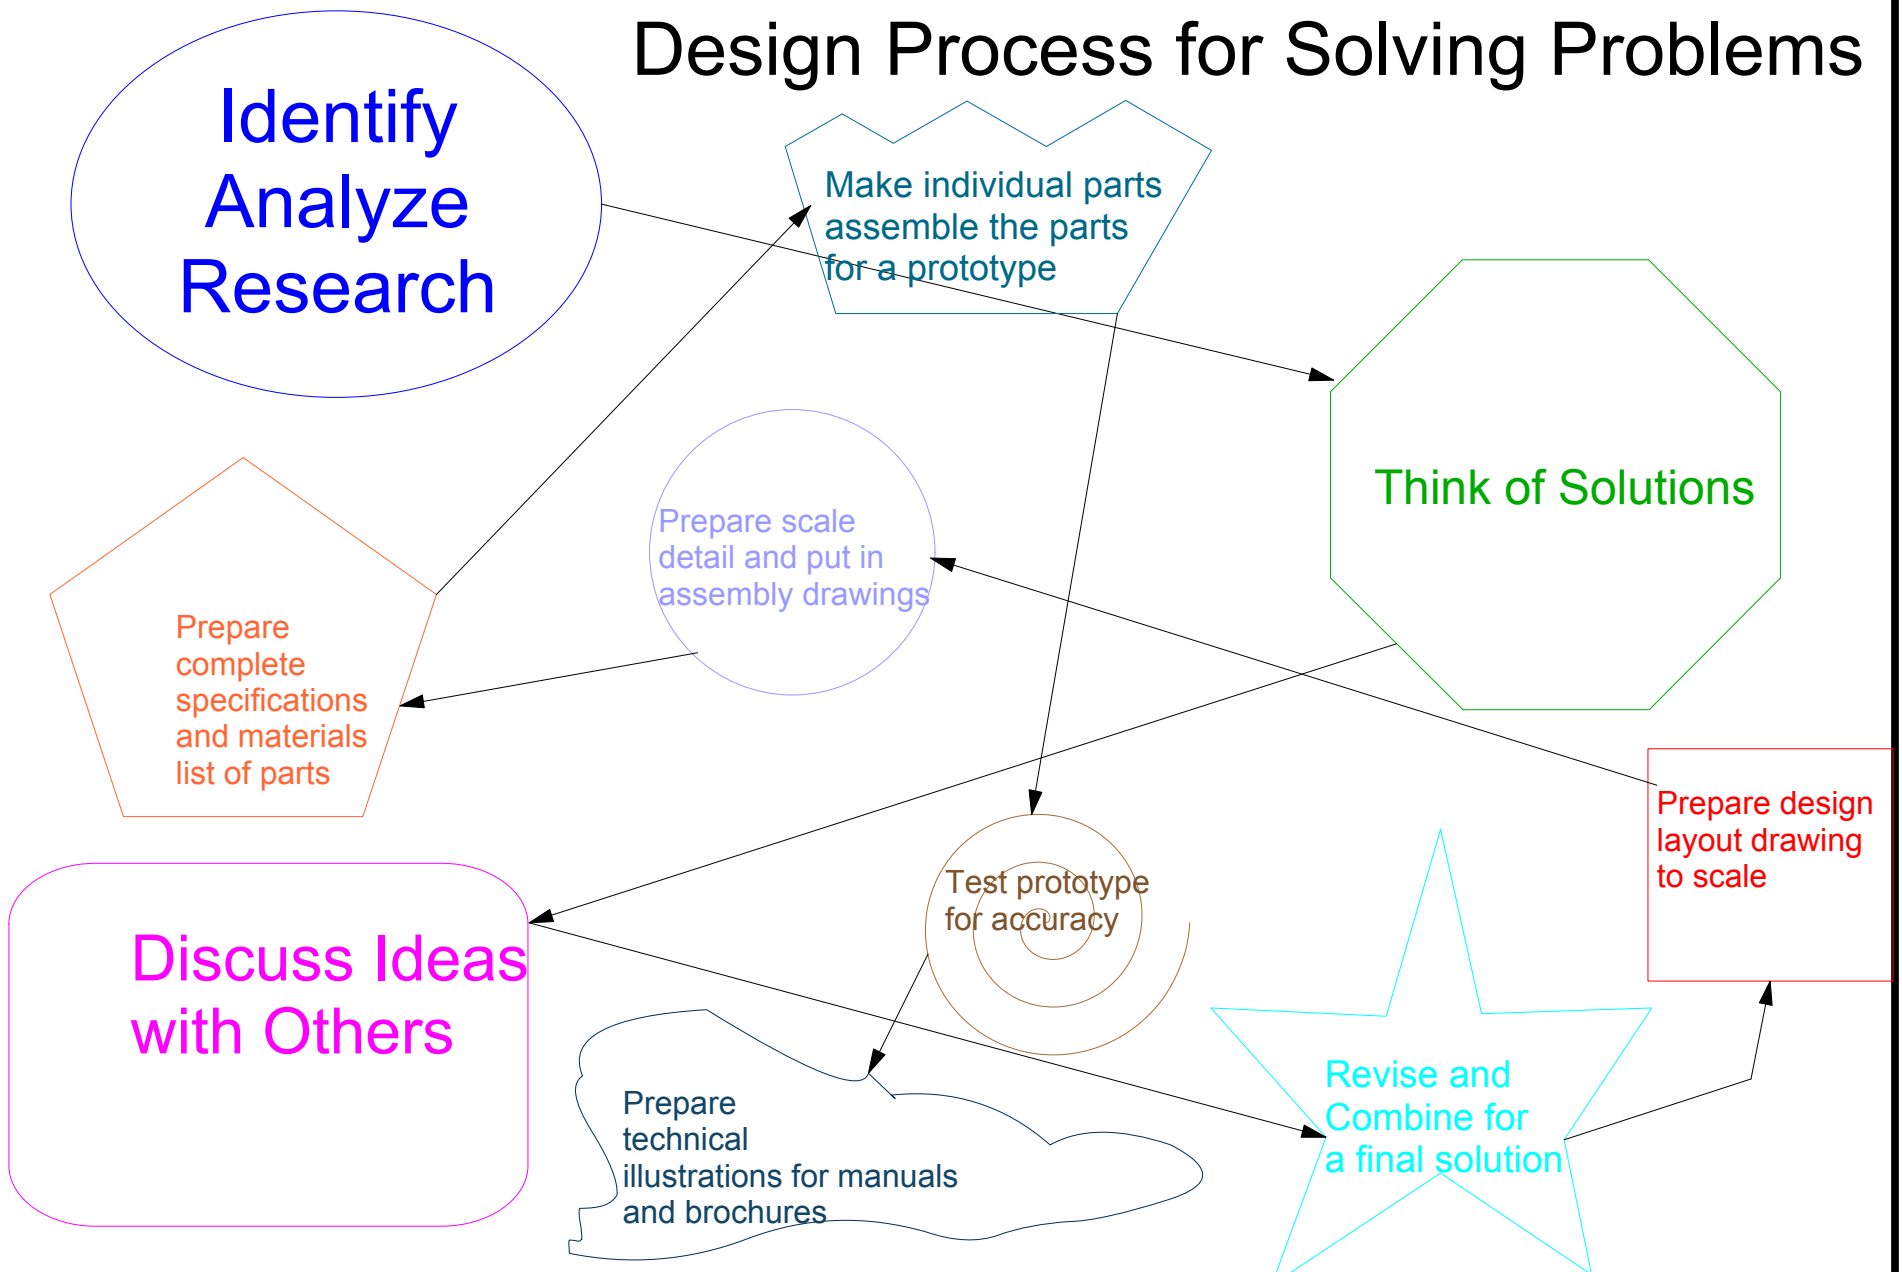 Design Process for Solving Problems
Identify
Analyze
Research
Make individual parts
assemble the parts
for a prototype
Think of Solutions
Prepare scale
detail and put in
assembly drawings
Prepare
complete
specifications
and materials
list of parts
Prepare design
layout drawing
to scale
Test prototype
for accuracy
Discuss Ideas
with Others
Revise and
Combine for
a final solution
Prepare
technical
illustrations for manuals
and brochures